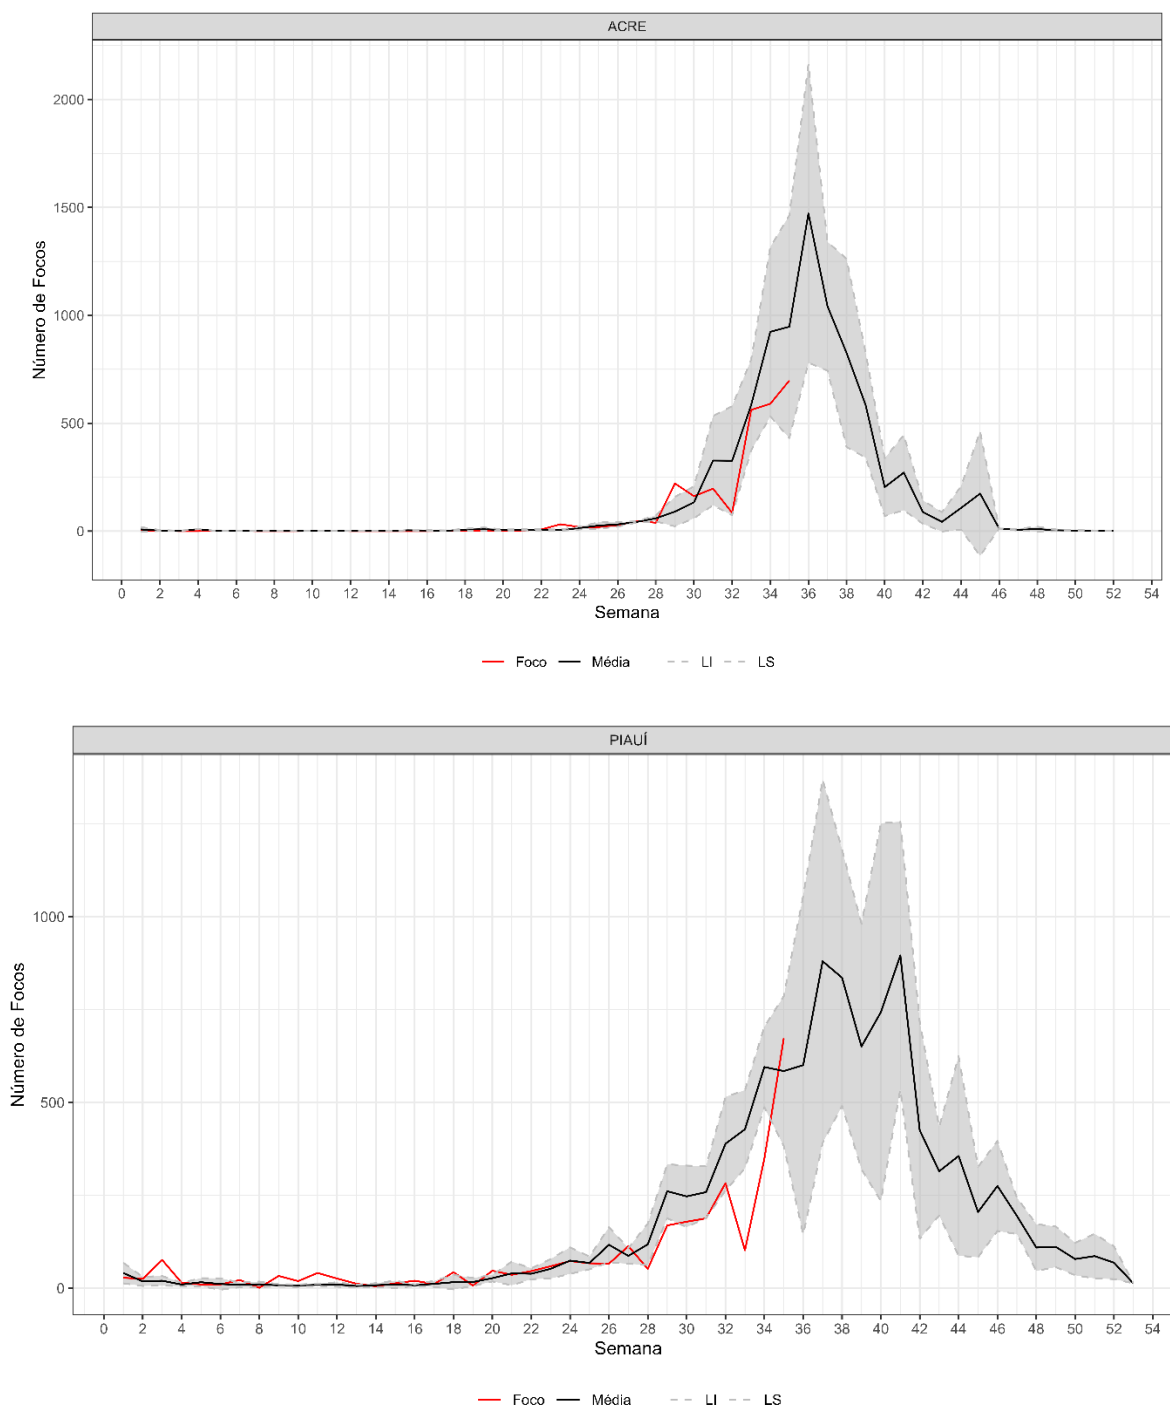 ACRE
2000
1500
1000
500
0
Número de Focos
0 2 4 6 8 10 12 14 16 18 20 22 24 26 28 30 32 34 36 38 40 42 44 46 48 50 52 54
Semana
Foco Média LI LS
PIAUÍ
1000
500
0
Número de Focos
0 2 4 6 8 10 12 14 16 18 20 22 24 26 28 30 32 34 36 38 40 42 44 46 48 50 52 54
Semana
Foco Média LI LS